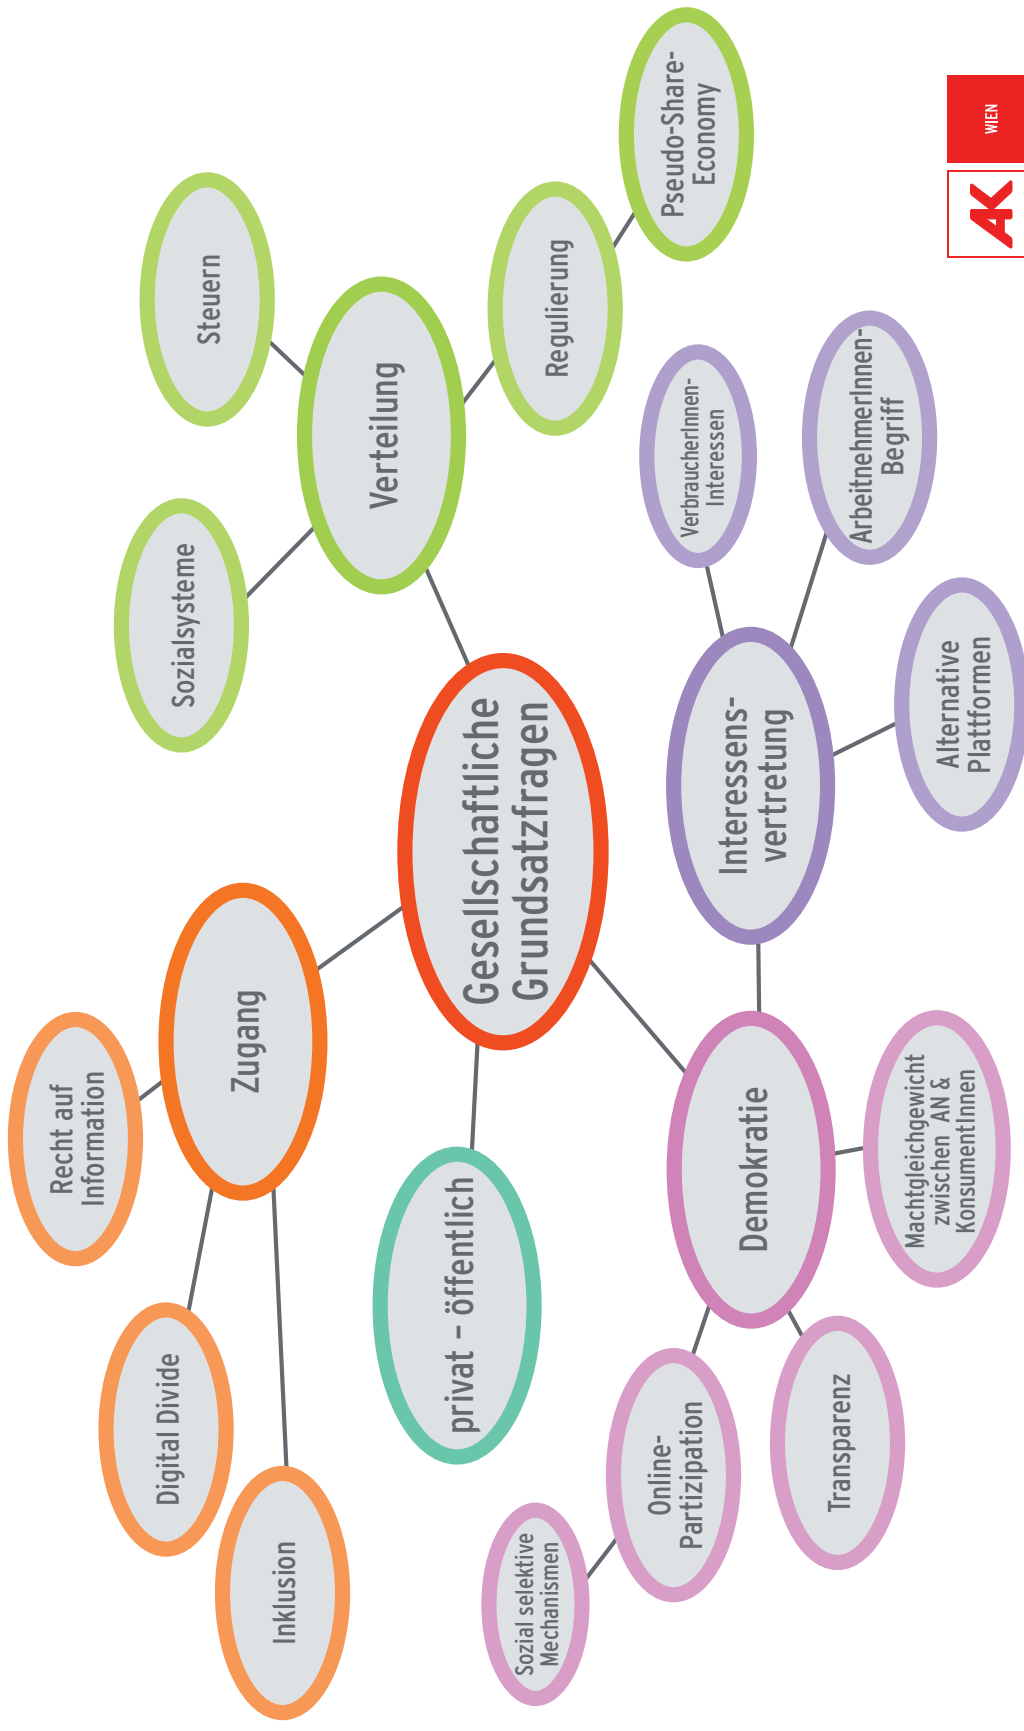 Recht auf
Information
Digital Divide
Inklusion
Zugang
privat – öffentlich
Gesellschaftliche
Grundsatzfragen
Sozialsysteme
Steuern
Verteilung
Regulierung
Pseudo-Share-
Economy
Sozial selektive
Mechanismen
Online-
Partizipation
Transparenz
Demokratie
Machtgleichgewicht
zwischen AN &
KonsumentInnen
Interessens-
vertretung
VerbraucherInnen-
Interessen
ArbeitnehmerInnen-
Begriff
Alternative
Plattformen
AK
WIEN